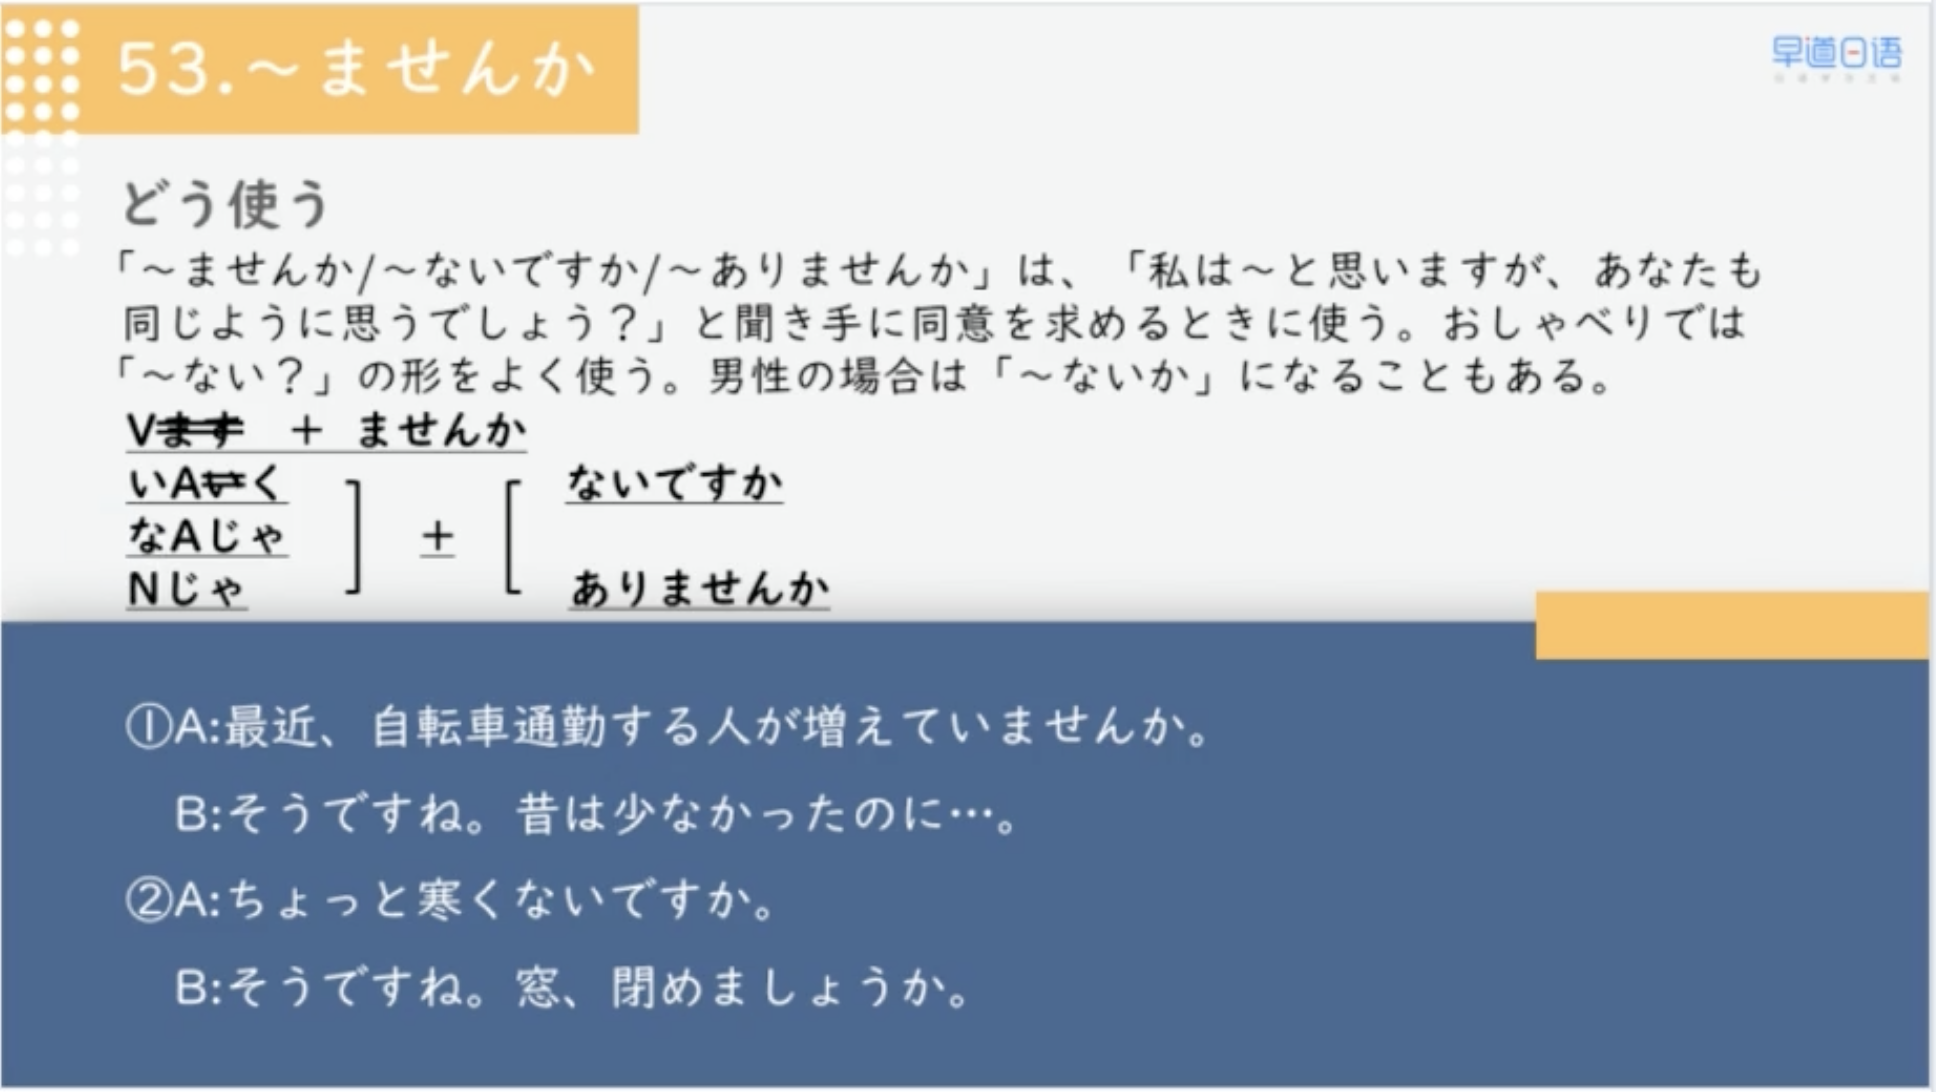 53.～ませんか
早道日语
どう使う
「～ませんか/～ないですか/～ありませんか」は、「私は～と思いますが、あなたも
同じように思うでしょう？」と聞き手に同意を求めるときに使う。おしゃべりでは
「～ない？」の形をよく使う。男性の場合は「～ないか」になることもある。
Vます ＋ ませんか
いAいく ] [ ないですか
なAじゃ ＋
Nじゃ ありませんか
①A:最近、自転車通勤する人が増えていませんか。
B:そうですね。昔は少なかったのに…。
②A:ちょっと寒くないですか。
B:そうですね。窓、閉めましょうか。